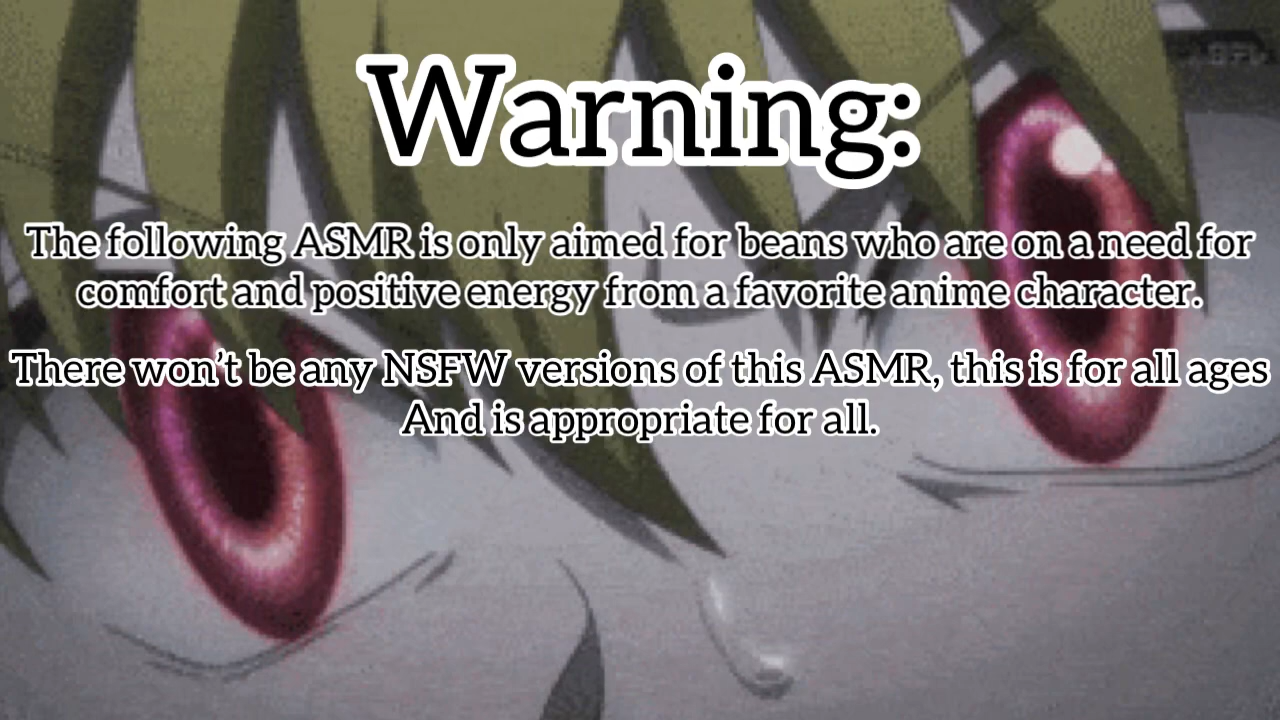 Warning:
The following ASMR is only aimed for beans who are on a need for
comfort and positive energy from a favorite anime character.
There won't be any NSFW versions of this ASMR, this is for all ages
And is appropriate for all.